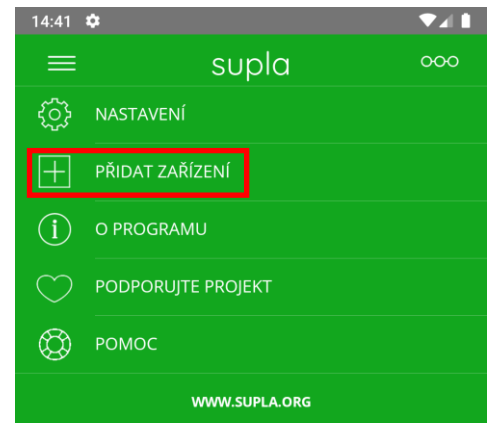 14:41
supla
NASTAVENÍ
PŘIDAT ZAŘÍZENÍ
O PROGRAMU
PODPORUJTE PROJEKT
POMOC
WWW.SUPLA.ORG